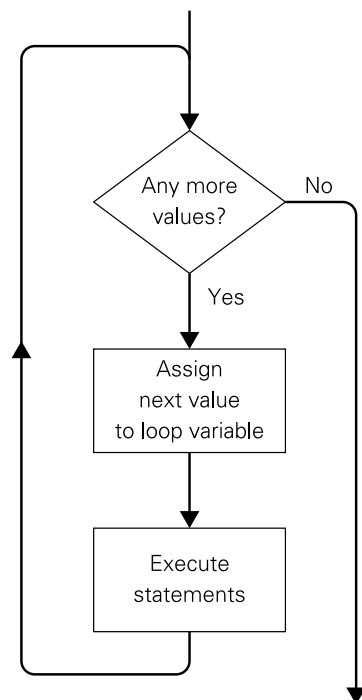 Any more
values?
No
Yes
Assign
next value
to loop variable
Execute
statements